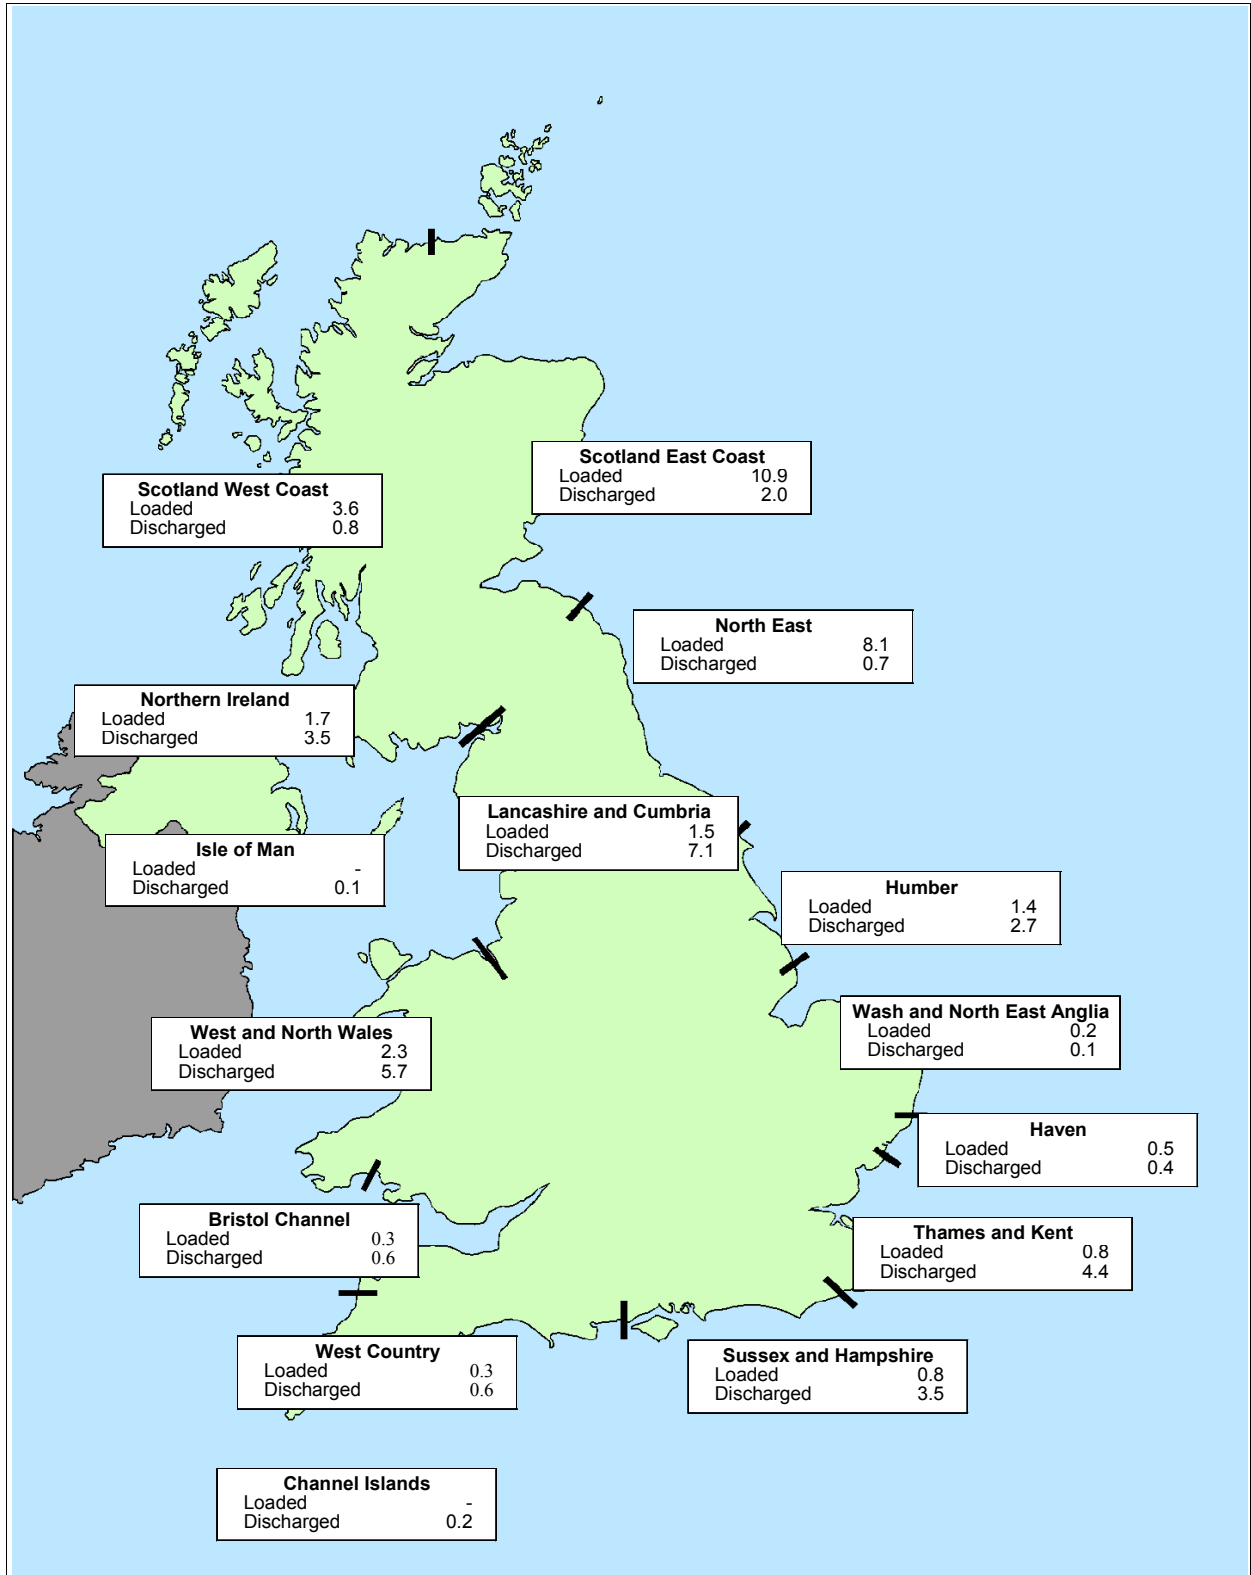 Scotland East Coast
Loaded 10.9
Discharged 2.0
Scotland West Coast
Loaded 3.6
Discharged 0.8
North East
Loaded 8.1
Discharged 0.7
Northern Ireland
Loaded 1.7
Discharged 3.5
Lancashire and Cumbria
Loaded 1.5
Discharged 7.1
Isle of Man
Loaded -
Discharged 0.1
Humber
Loaded 1.4
Discharged 2.7
Wash and North East Anglia
Loaded 0.2
Discharged 0.1
West and North Wales
Loaded 2.3
Discharged 5.7
Haven
Loaded 0.5
Discharged 0.4
Bristol Channel
Loaded 0.3
Discharged 0.6
Thames and Kent
Loaded 0.8
Discharged 4.4
West Country
Loaded 0.3
Discharged 0.6
Sussex and Hampshire
Loaded 0.8
Discharged 3.5
Channel Islands
Loaded -
Discharged 0.2